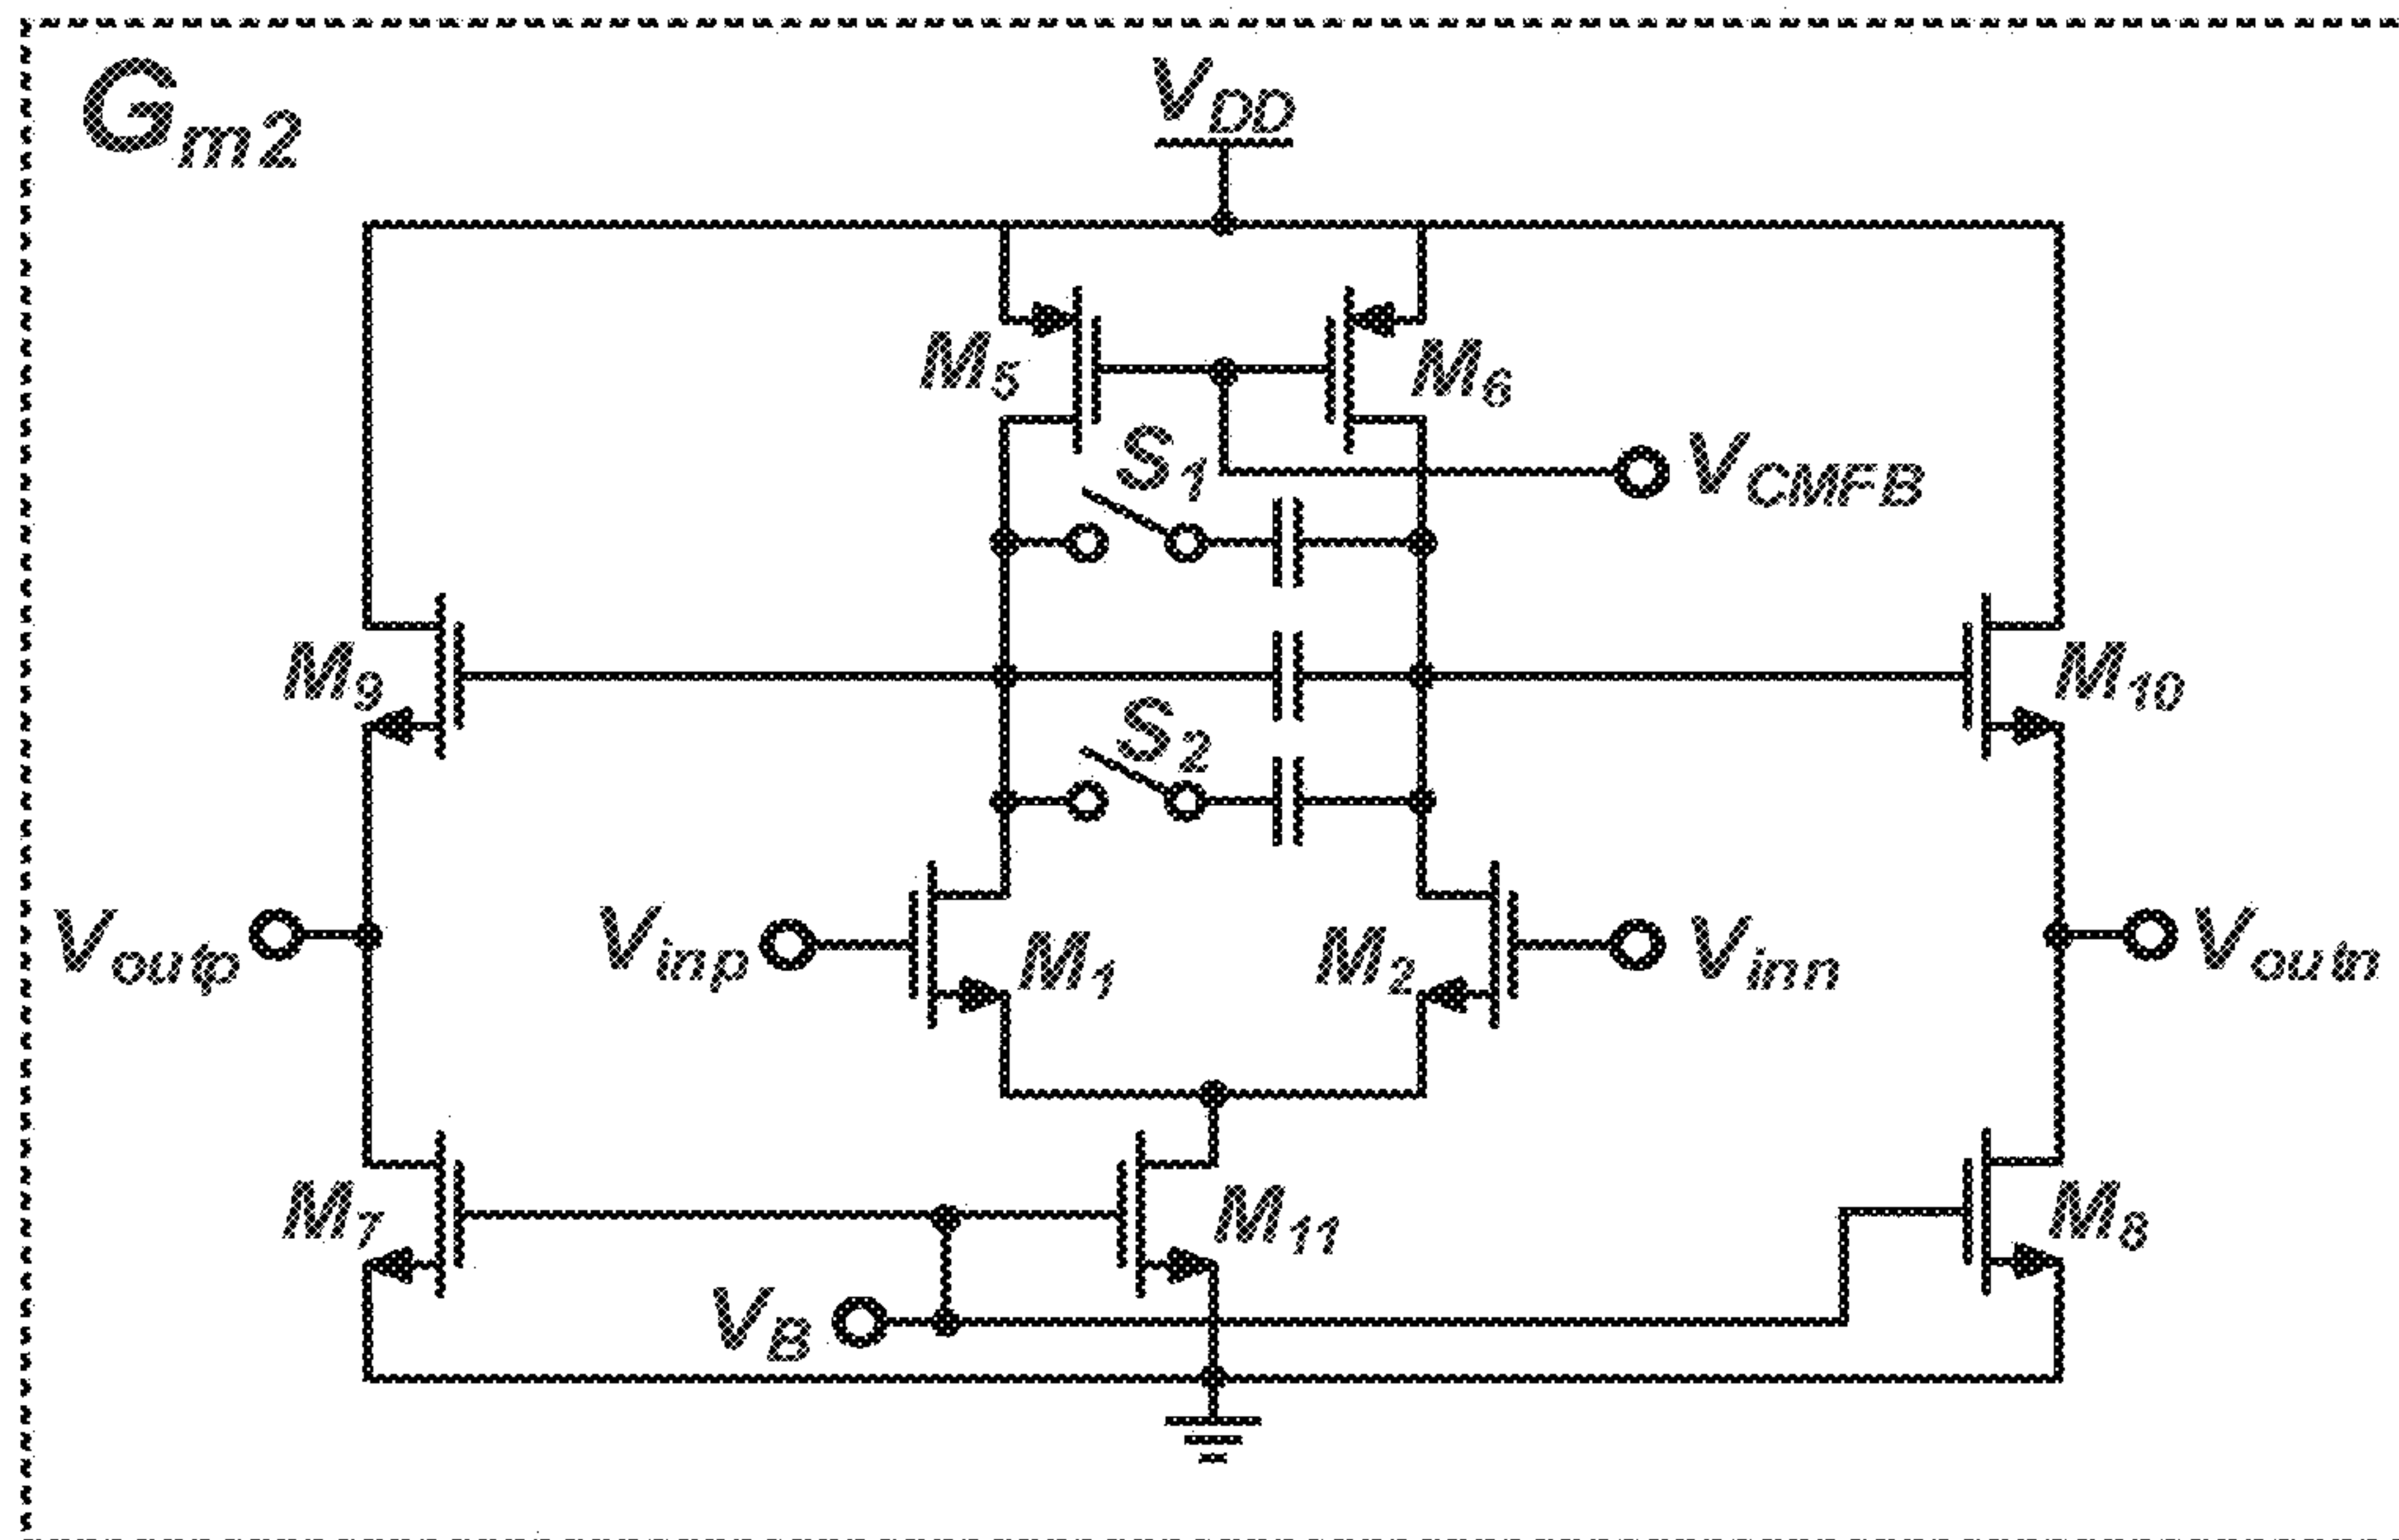 Gm2
VDD
M5
M6
S1
VCMFB
M9
M10
S2
Voutp
Vinp
M1
M2
Vinn
Voutn
M7
M11
M8
VB